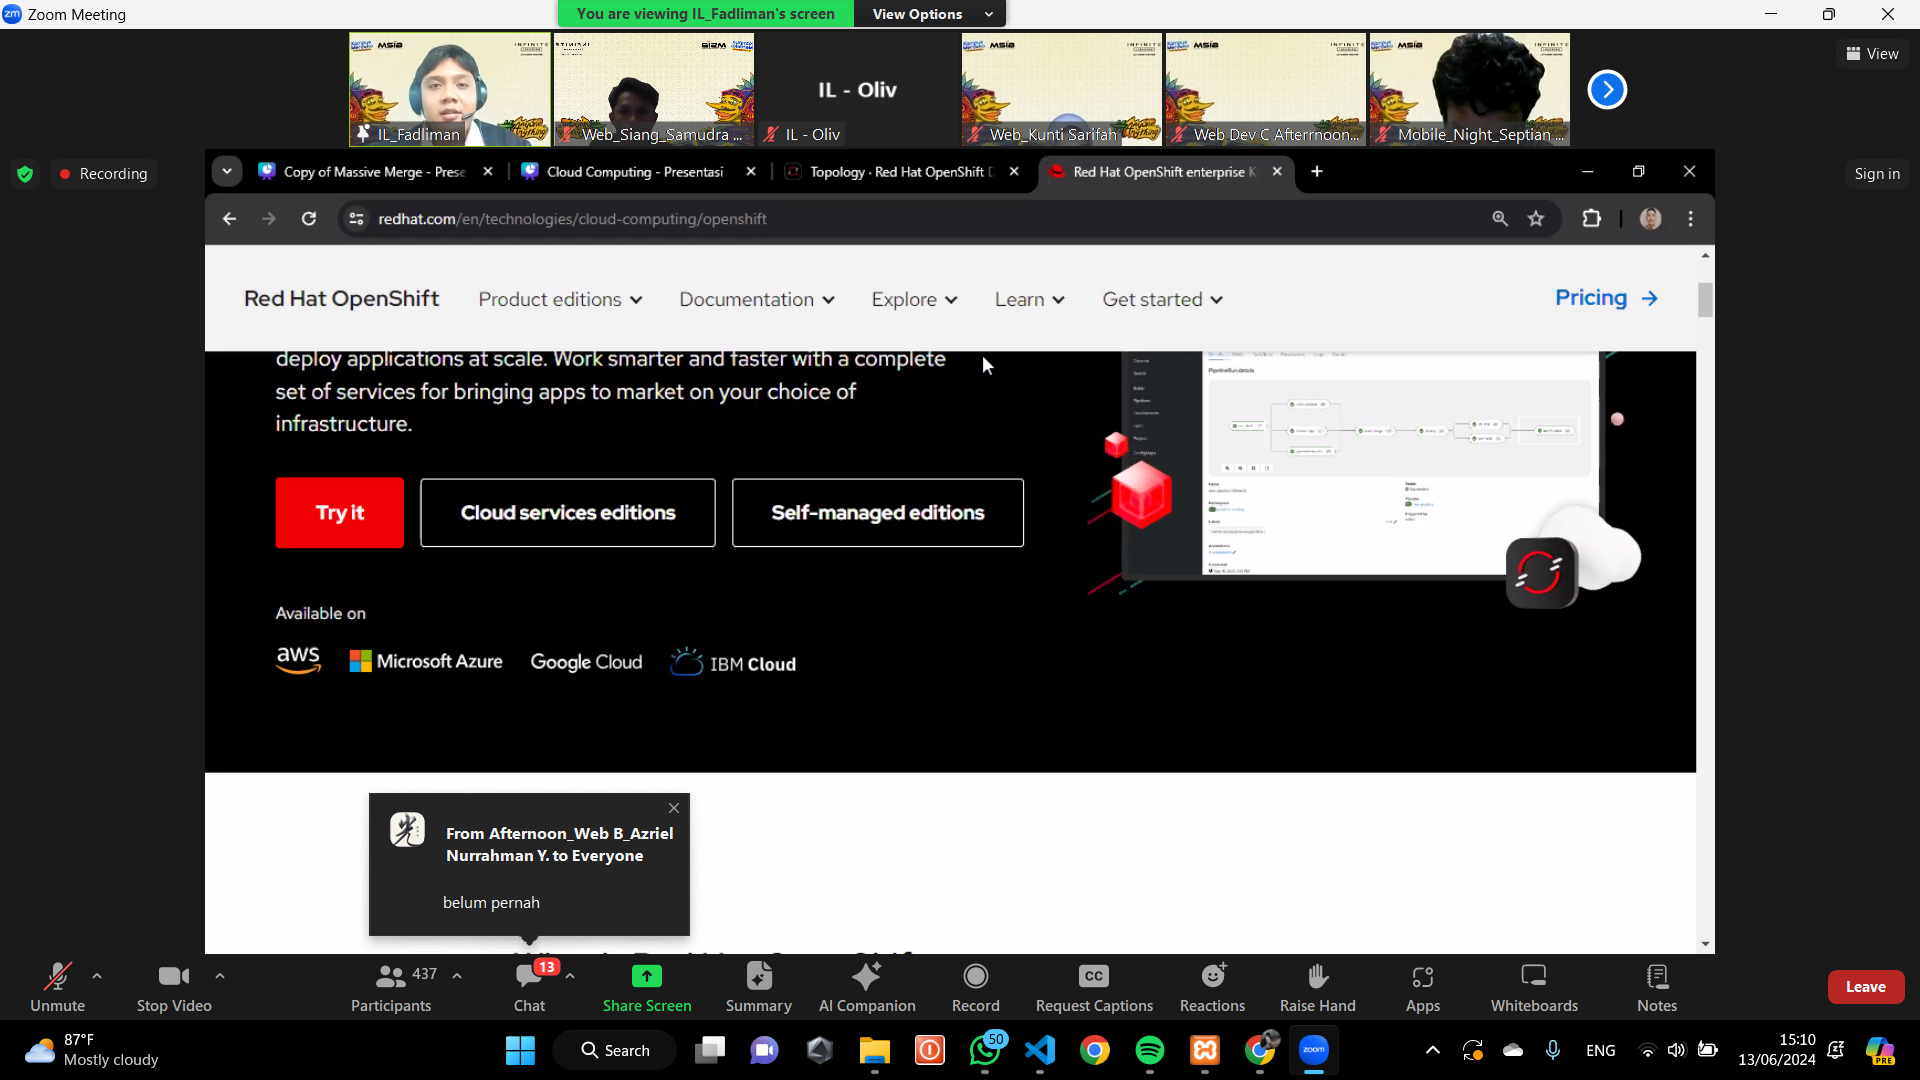 Zoom Meeting
You are viewing IL_Fadliman's screen
View Options
IL_Fadliman
Web_Siang_Samudra ...
IL - Oliv
IL - Oliv
Web_Kunti Sarifah
Web Dev C Afterrnoon...
Mobile_Night_Septian ...
View
Recording
Sign in
Copy of Massive Merge - Prese
Cloud Computing - Presentasi
Topology · Red Hat OpenShift D
Red Hat OpenShift enterprise K
redhat.com/en/technologies/cloud-computing/openshift
Red Hat OpenShift
Product editions
Documentation
Explore
Learn
Get started
Pricing
deploy applications at scale. Work smarter and faster with a complete
set of services for bringing apps to market on your choice of
infrastructure.
Try it
Cloud services editions
Self-managed editions
Available on
aws
Microsoft Azure
Google Cloud
IBM Cloud
PipelineRun details
From Afternoon_Web B_Azriel
Nurrahman Y. to Everyone
belum pernah
Unmute
Stop Video
437
Participants
13
Chat
Share Screen
Summary
AI Companion
Record
CC
Request Captions
Reactions
Raise Hand
Apps
Whiteboards
Notes
Leave
87°F
Mostly cloudy
Search
50
zoom
ENG
15:10
13/06/2024
PRE